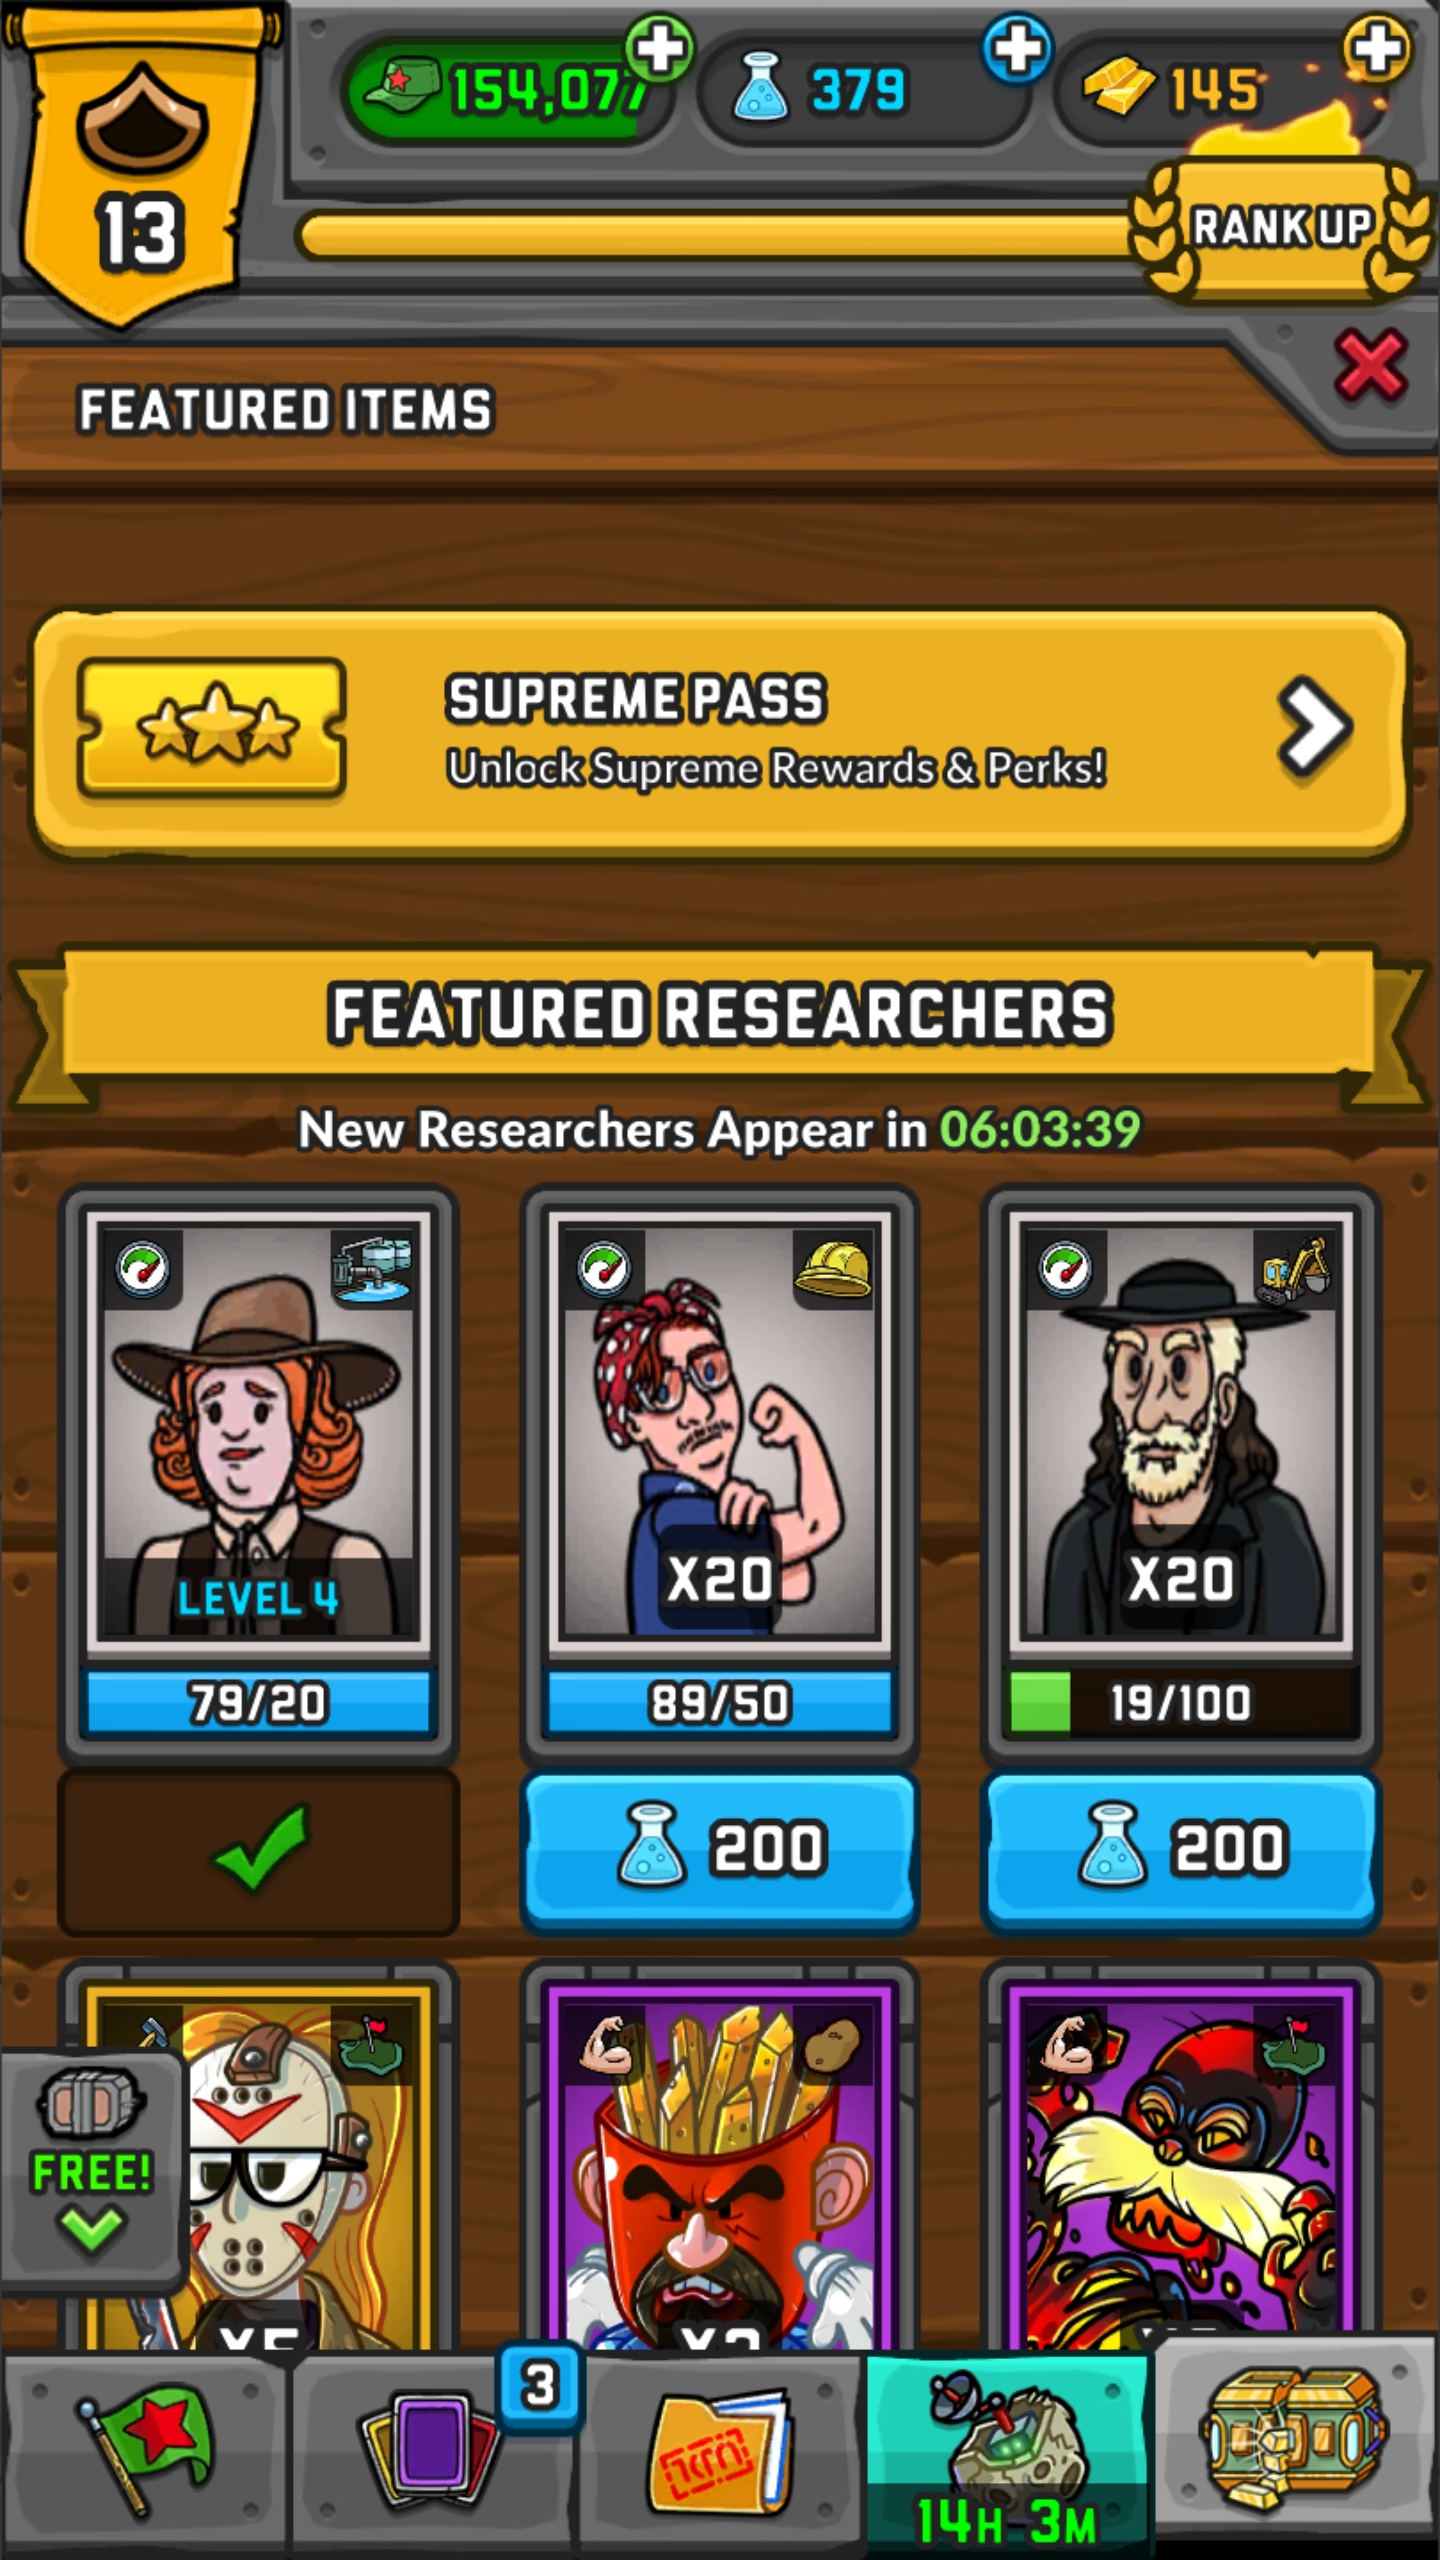 154,077
379
145
13
RANK UP
FEATURED ITEMS
SUPREME PASS
Unlock Supreme Rewards & Perks!
FEATURED RESEARCHERS
New Researchers Appear in 06:03:39
LEVEL 4
X20
X20
79/20
89/50
19/100
200
200
FREE!
3
14H 3M